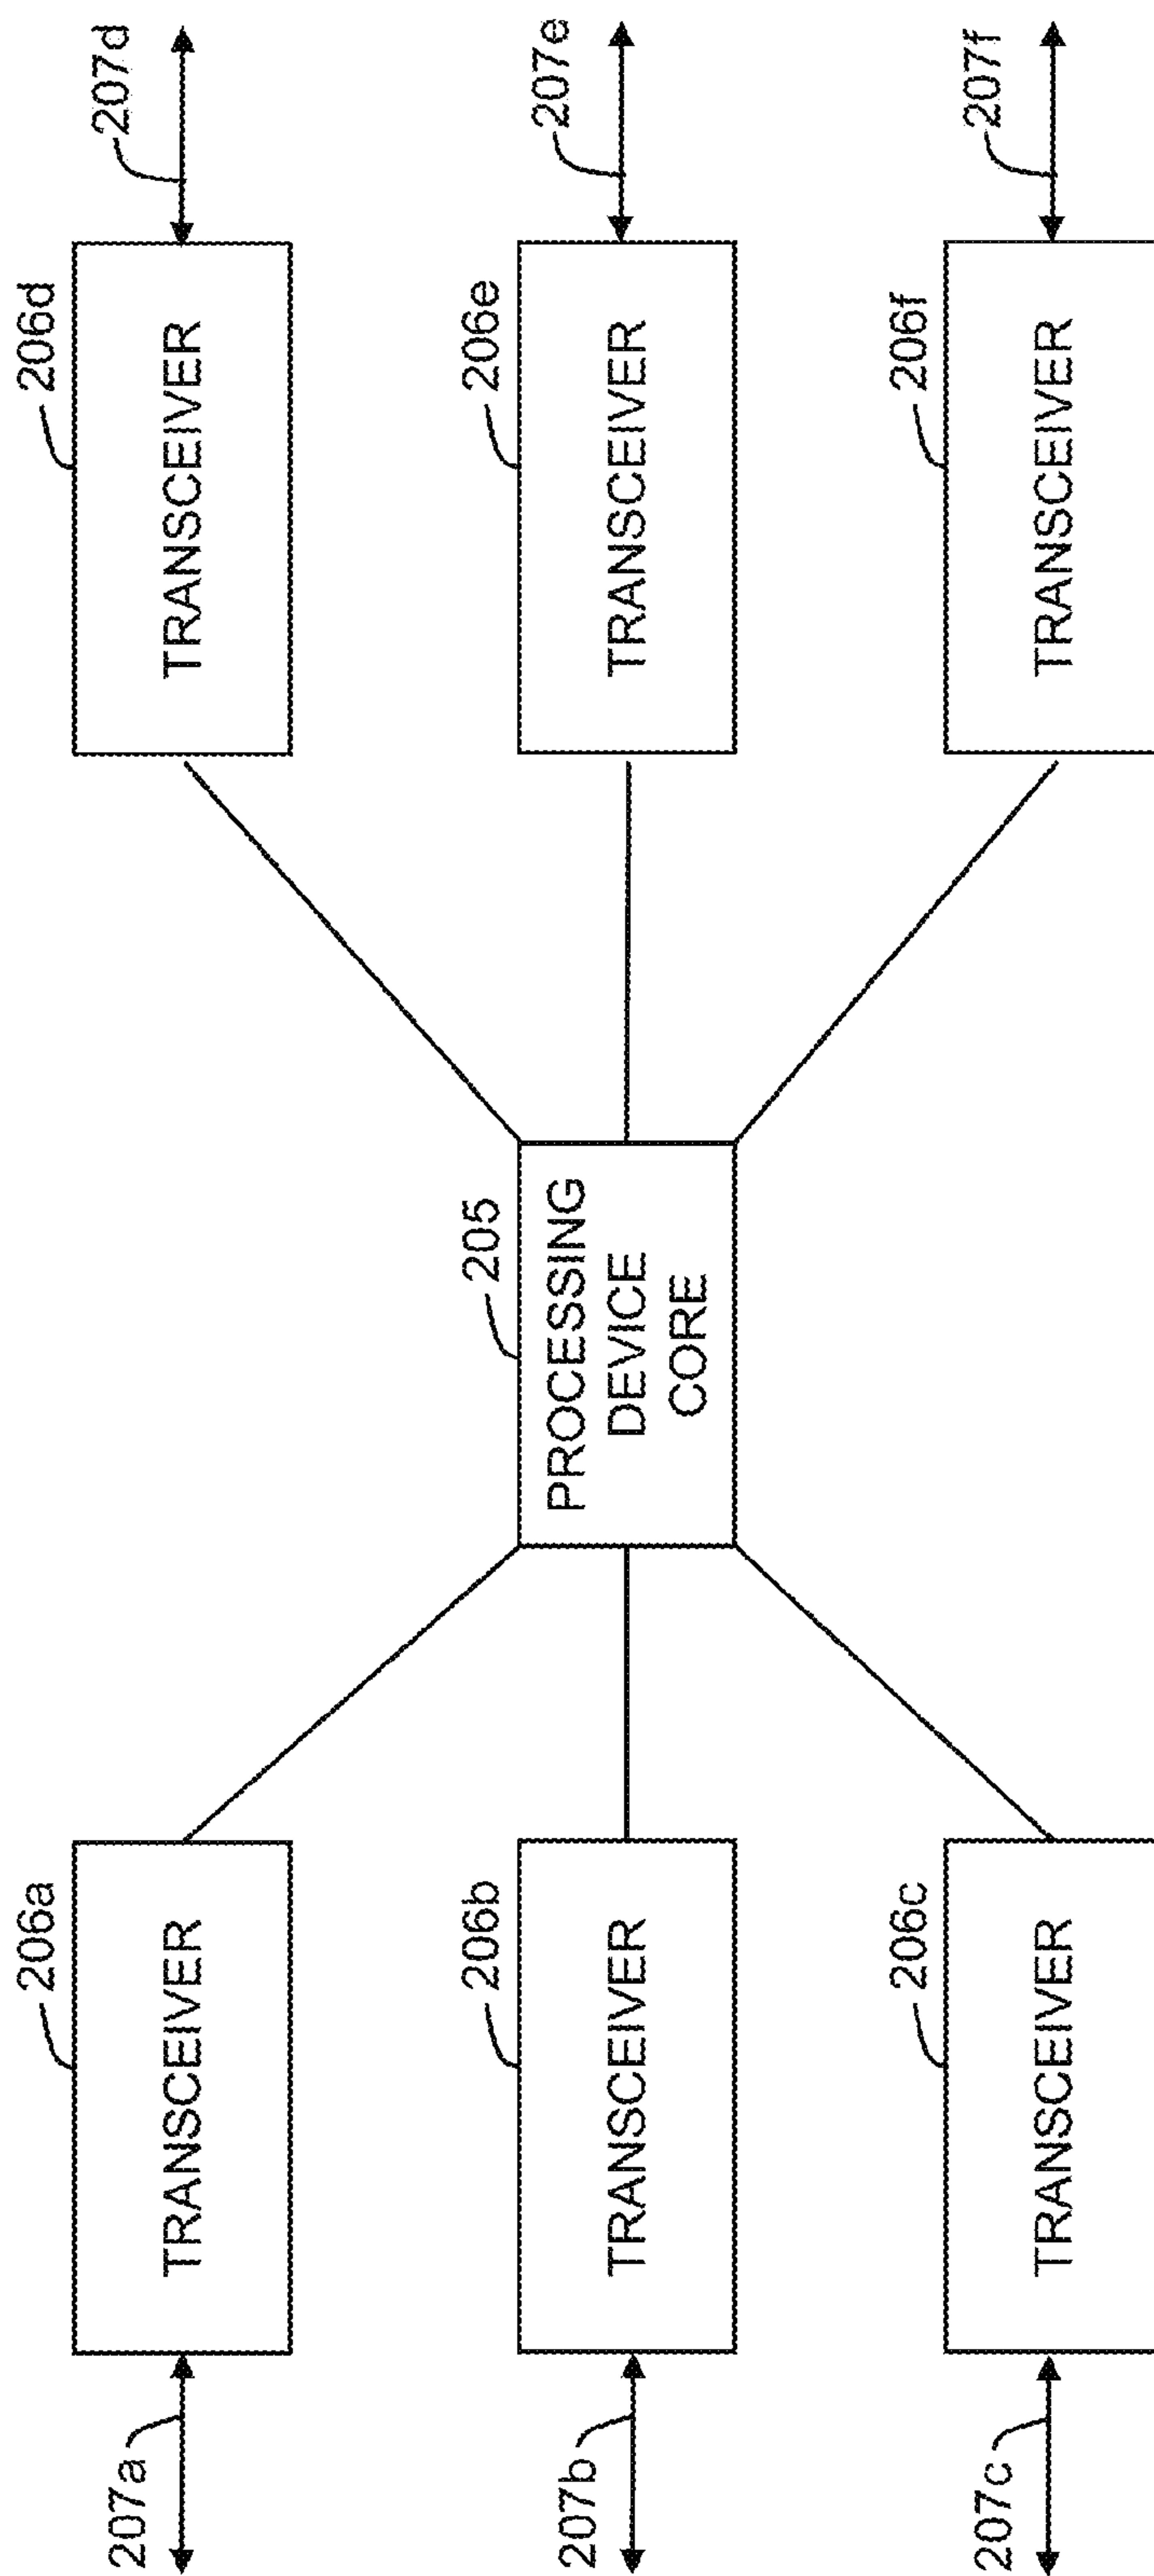 206a
TRANSCEIVER
207a
206b
TRANSCEIVER
207b
206c
TRANSCEIVER
207c
205
PROCESSING
DEVICE
CORE
206d
TRANSCEIVER
207d
206e
TRANSCEIVER
207e
206f
TRANSCEIVER
207f